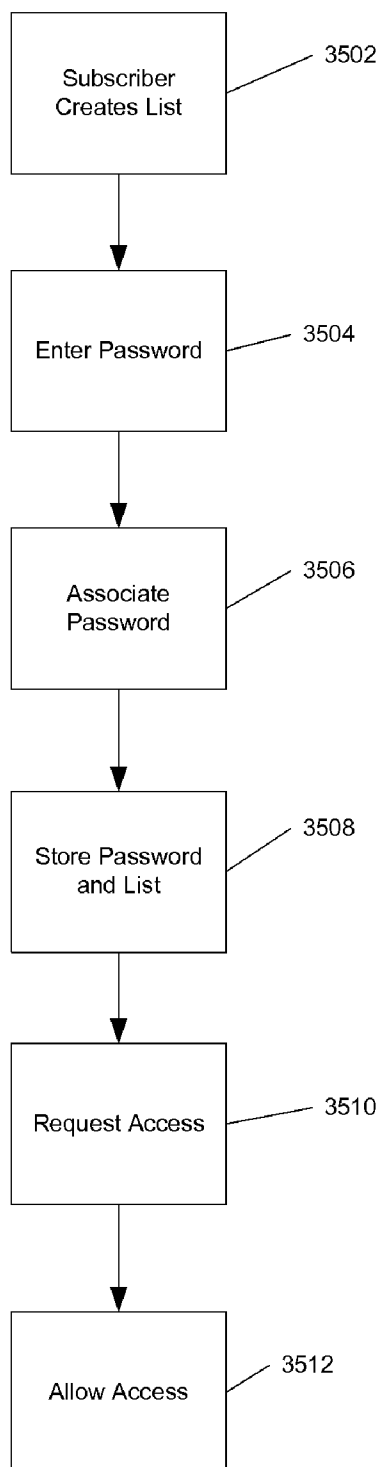 Subscriber
Creates List
3502
Enter Password
3504
Associate
Password
3506
Store Password
and List
3508
Request Access
3510
Allow Access
3512